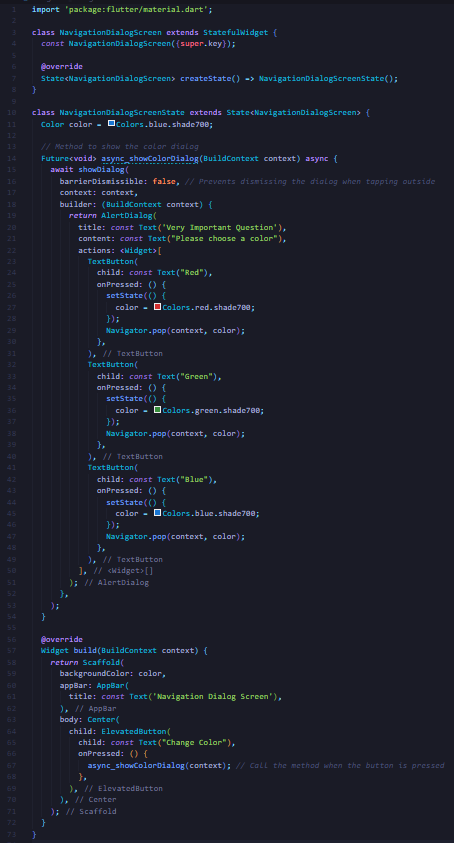 1 import 'package:flutter/material.dart';
2
3 class NavigationDialogScreen extends StatefulWidget {
4   const NavigationDialogScreen({super.key});
5
6   @override
7   State<NavigationDialogScreen> createState() => NavigationDialogScreenState();
8 }
9
10 class NavigationDialogScreenState extends State<NavigationDialogScreen> {
11   Color color = Colors.blue.shade700;
12
13   // Method to show the color dialog
14   Future<void> async_showColorDialog(BuildContext context) async {
15     await showDialog(
16       barrierDismissible: false, // Prevents dismissing the dialog when tapping outside
17       context: context,
18       builder: (BuildContext context) {
19         return AlertDialog(
20           title: const Text('Very Important Question'),
21           content: const Text("Please choose a color"),
22           actions: <Widget>[
23             TextButton(
24               child: const Text("Red"),
25               onPressed: () {
26                 setState(() {
27                   color = Colors.red.shade700;
28                 });
29                 Navigator.pop(context, color);
30               },
31             ), // TextButton
32             TextButton(
33               child: const Text("Green"),
34               onPressed: () {
35                 setState(() {
36                   color = Colors.green.shade700;
37                 });
38                 Navigator.pop(context, color);
39               },
40             ), // TextButton
41             TextButton(
42               child: const Text("Blue"),
43               onPressed: () {
44                 setState(() {
45                   color = Colors.blue.shade700;
46                 });
47                 Navigator.pop(context, color);
48               },
49             ), // TextButton
50           ], // <Widget>[]
51         ); // AlertDialog
52       },
53     );
54   }
55
56   @override
57   Widget build(BuildContext context) {
58     return Scaffold(
59       backgroundColor: color,
60       appBar: AppBar(
61         title: const Text('Navigation Dialog Screen'),
62       ), // AppBar
63       body: Center(
64         child: ElevatedButton(
65           child: const Text("Change Color"),
66           onPressed: () {
67             async_showColorDialog(context); // Call the method when the button is pressed
68           },
69         ), // ElevatedButton
70       ), // Center
71     ); // Scaffold
72   }
73 }